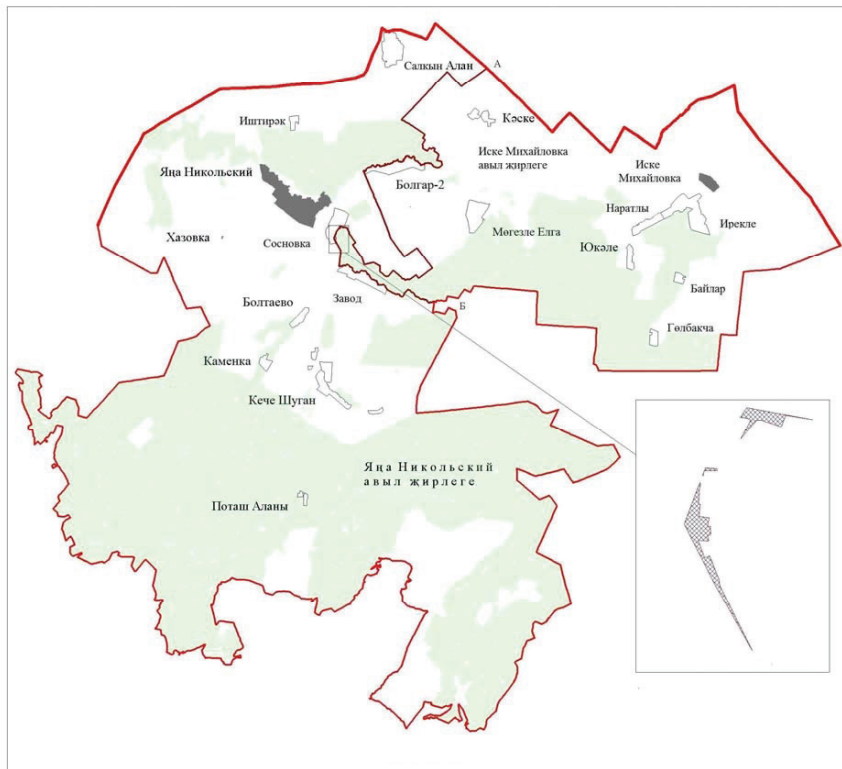 Салкын Алан
А
Иштирәк
Кәске
Иске Михайловка
авыл җирлеге
Иске
Михайловка
Яңа Никольский
Болгар-2
Наратлы
Ирекле
Хазовка
Сосновка
Мөгезле Елга
Юкәле
Байлар
Завод
Б
Болтаево
Гөлбакча
Каменка
Кече Шуган
Яңа Никольский
авыл җирлеге
Поташ Аланы